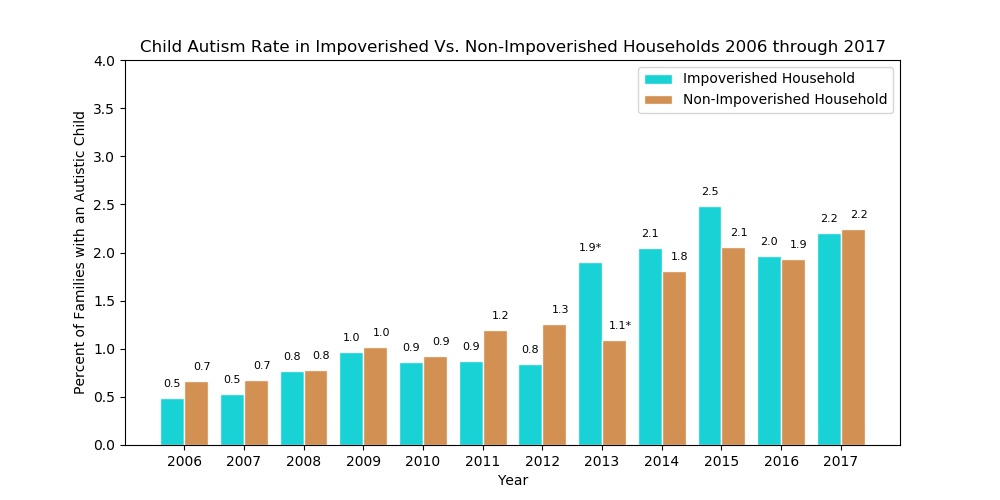 Child Autism Rate in Impoverished Vs. Non-Impoverished Households 2006 through 2017
Percent of Families with an Autistic Child
4.0
3.5
3.0
2.5
2.0
1.5
1.0
0.5
0.0
Impoverished Household
Non-Impoverished Household
0.5 0.7 0.5 0.7 0.8 0.8 1.0 1.0 0.9 0.9 0.9 1.2 0.8 1.3 1.9* 1.1* 2.1 1.8 2.5 2.1 2.0 1.9 2.2 2.2
2006 2007 2008 2009 2010 2011 2012 2013 2014 2015 2016 2017
Year